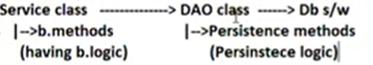 Service class --------------> DAO class ------> Db s/w
|-->b.methods |-->Persistence methods
(having b.logic) (Persinstece logic)